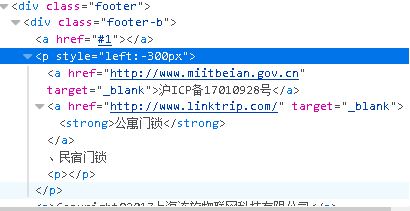 <div class="footer">
<div class="footer-b">
<a href="#1"></a>
<p style="left:-300px">
<a href="http://www.miitbeian.gov.cn"
target="_blank">沪ICP备17010928号</a>
<a href="http://www.linktrip.com/" target="_blank">
<strong>公寓门锁</strong>
</a>
、民宿门锁
<p></p>
</p>